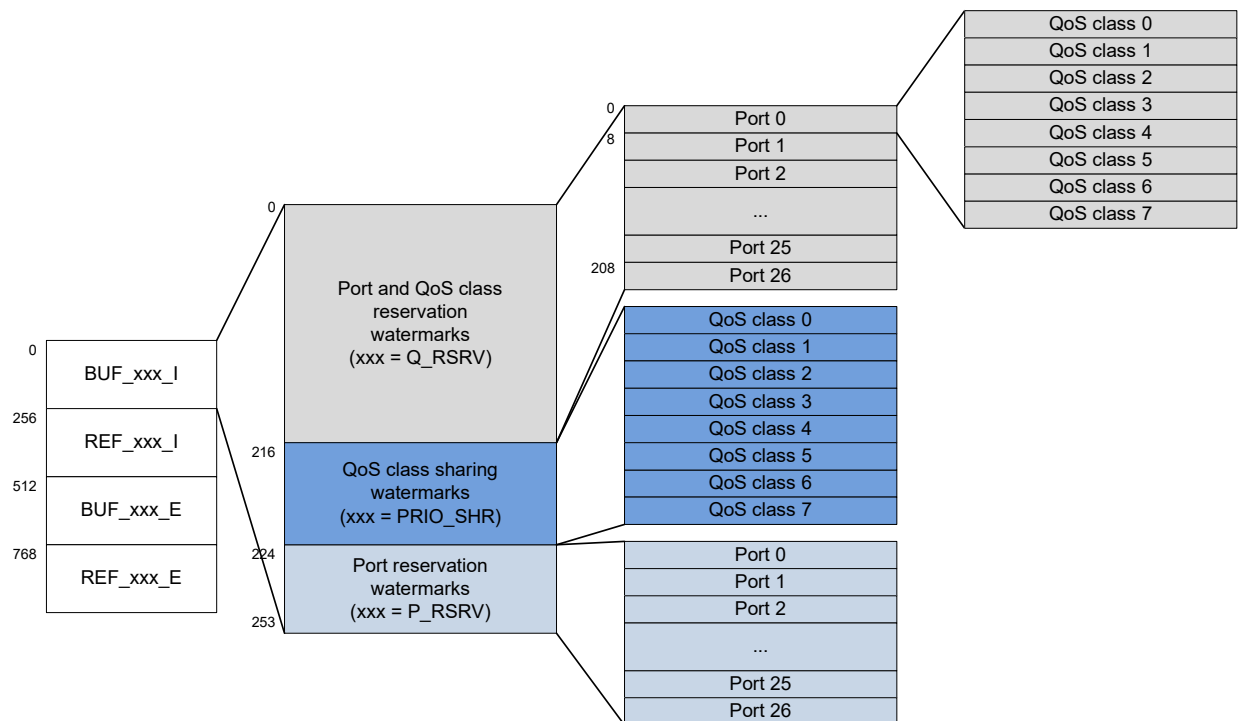 0
BUF_xxx_I
256
REF_xxx_I
512
BUF_xxx_E
768
REF_xxx_E
0
Port and QoS class
reservation
watermarks
(xxx = Q_RSRV)
216
QoS class sharing
watermarks
(xxx = PRIO_SHR)
224
Port reservation
watermarks
(xxx = P_RSRV)
253
0
Port 0
8
Port 1
Port 2
...
Port 25
208
Port 26
QoS class 0
QoS class 1
QoS class 2
QoS class 3
QoS class 4
QoS class 5
QoS class 6
QoS class 7
Port 0
Port 1
Port 2
...
Port 25
Port 26
QoS class 0
QoS class 1
QoS class 2
QoS class 3
QoS class 4
QoS class 5
QoS class 6
QoS class 7